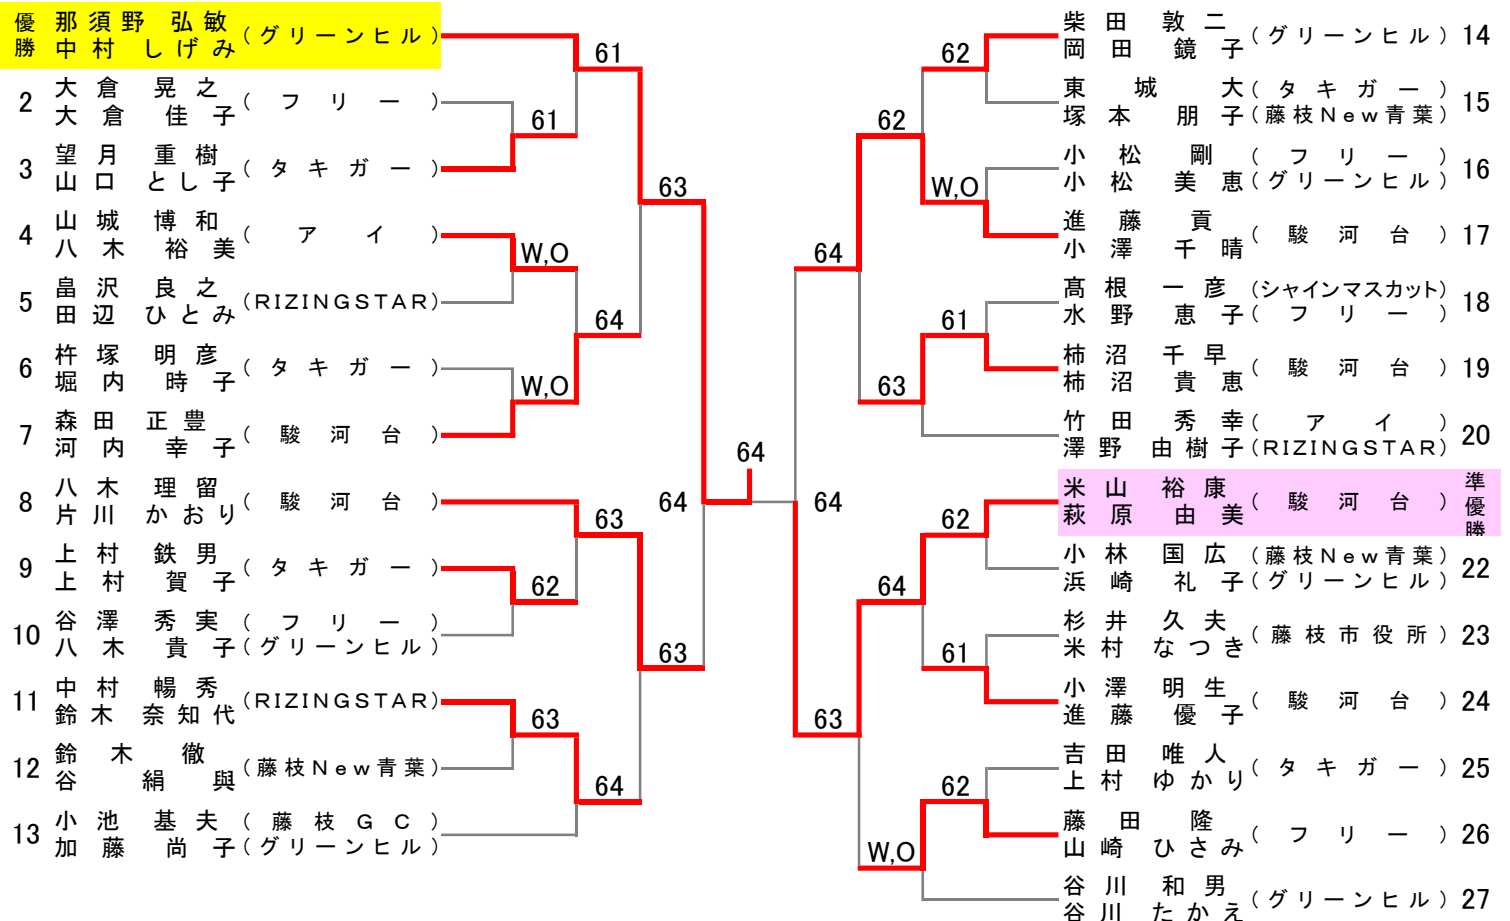 優勝 那須野 弘敏 (グリーンヒル)
中村 しげみ
2 大倉 晃之 (フリー)
大倉 佳子
3 望月 重樹 (タキガー)
山口 とし子
4 山城 博和 (アイ)
八木 裕美
5 畠沢 良之 (RIZINGSTAR)
田辺 ひとみ
6 杵塚 明彦 (タキガー)
堀内 時子
7 森田 正豊 (駿河台)
河内 幸子
8 八木 理留 (駿河台)
片川 かおり
9 上村 鉄男 (タキガー)
上村 賀子
10 谷澤 秀実 (フリー)
八木 貴子 (グリーンヒル)
11 中村 暢秀 (RIZINGSTAR)
鈴木 奈知代
12 鈴木 徹 (藤枝New青葉)
谷 絹與
13 小池 基夫 (藤枝GC)
加藤 尚子 (グリーンヒル)
61
61
63
W,O
64
W,O
63
64
62
63
63
64
64
64
62
62
W,O
64
61
63
62
64
61
63
62
W,O
柴田 敦二 (グリーンヒル) 14
岡田 鏡子
東城 大 (タキガー) 15
塚本 朋子 (藤枝New青葉)
小松 剛 (フリー) 16
小松 美恵 (グリーンヒル)
進藤 貢 (駿河台) 17
小澤 千晴
髙根 一彦 (シャインマスカット) 18
水野 恵子 (フリー)
柿沼 千早 (駿河台) 19
柿沼 貴恵
竹田 秀幸 (アイ) 20
澤野 由樹子 (RIZINGSTAR)
米山 裕康 (駿河台) 準優勝
萩原 由美
小林 国広 (藤枝New青葉) 22
浜崎 礼子 (グリーンヒル)
杉井 久夫 (藤枝市役所) 23
米村 なつき
小澤 明生 (駿河台) 24
進藤 優子
吉田 唯人 (タキガー) 25
上村 ゆかり
藤田 隆 (フリー) 26
山崎 ひさみ
谷川 和男 (グリーンヒル) 27
谷川 たかえ